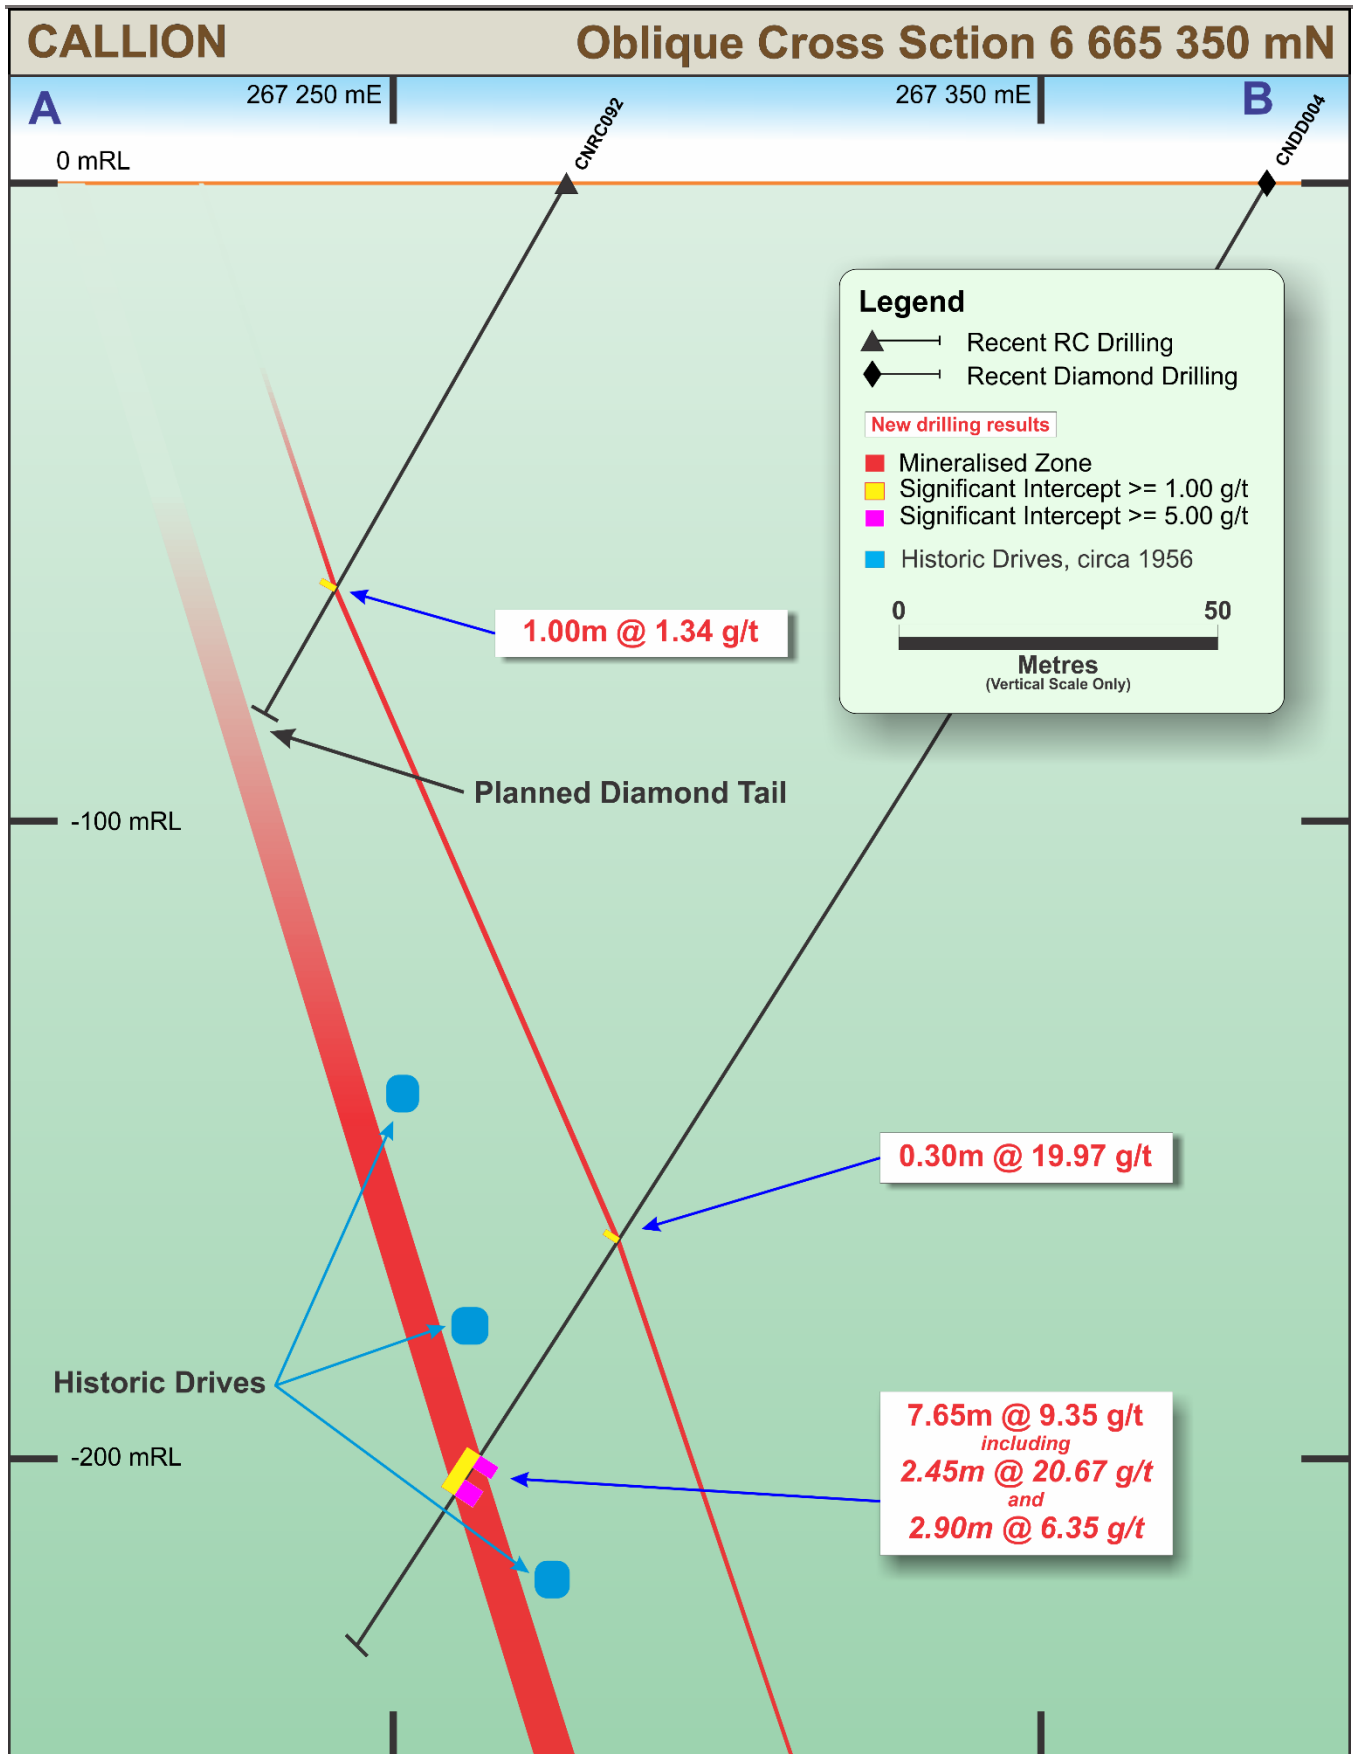 CALLION
Oblique Cross Sction 6 665 350 mN
A
267 250 mE
267 350 mE
B
CNRC092
CNDD004
0 mRL
Legend
Recent RC Drilling
Recent Diamond Drilling
New drilling results
Mineralised Zone
Significant Intercept >= 1.00 g/t
Significant Intercept >= 5.00 g/t
Historic Drives, circa 1956
0 50
Metres
(Vertical Scale Only)
1.00m @ 1.34 g/t
Planned Diamond Tail
-100 mRL
0.30m @ 19.97 g/t
Historic Drives
-200 mRL
7.65m @ 9.35 g/t
including
2.45m @ 20.67 g/t
and
2.90m @ 6.35 g/t